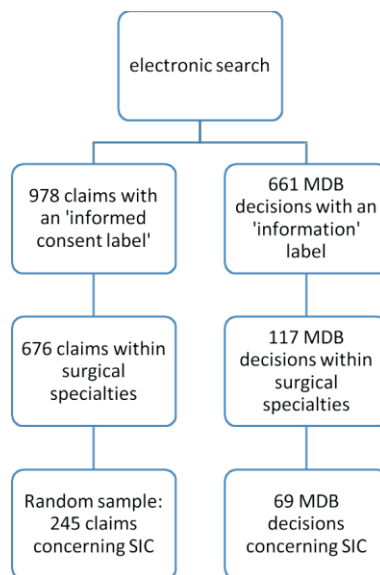 electronic search
978 claims with
an 'informed
consent label'
661 MDB
decisions with an
'information'
label
676 claims within
surgical
specialties
117 MDB
decisions within
surgical
specialties
Random sample:
245 claims
concerning SIC
69 MDB
decisions
concerning SIC